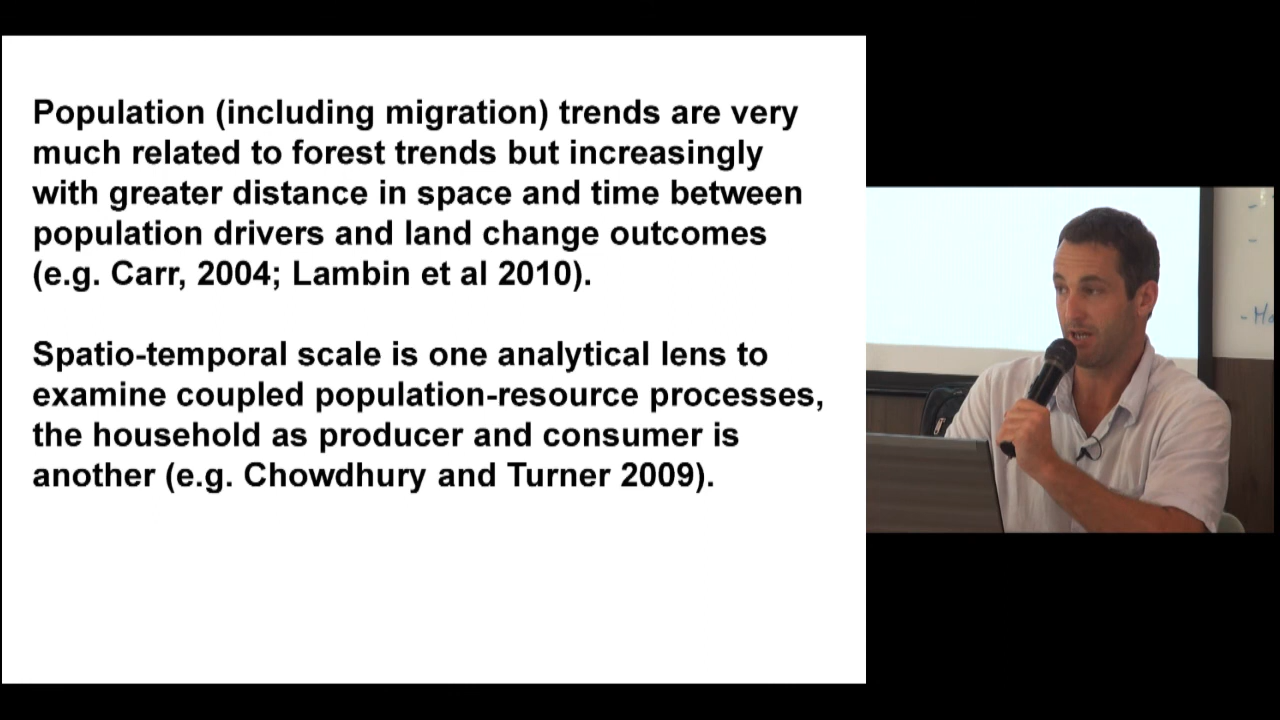 Population (including migration) trends are very
much related to forest trends but increasingly
with greater distance in space and time between
population drivers and land change outcomes
(e.g. Carr, 2004; Lambin et al 2010).
Spatio-temporal scale is one analytical lens to
examine coupled population-resource processes,
the household as producer and consumer is
another (e.g. Chowdhury and Turner 2009).